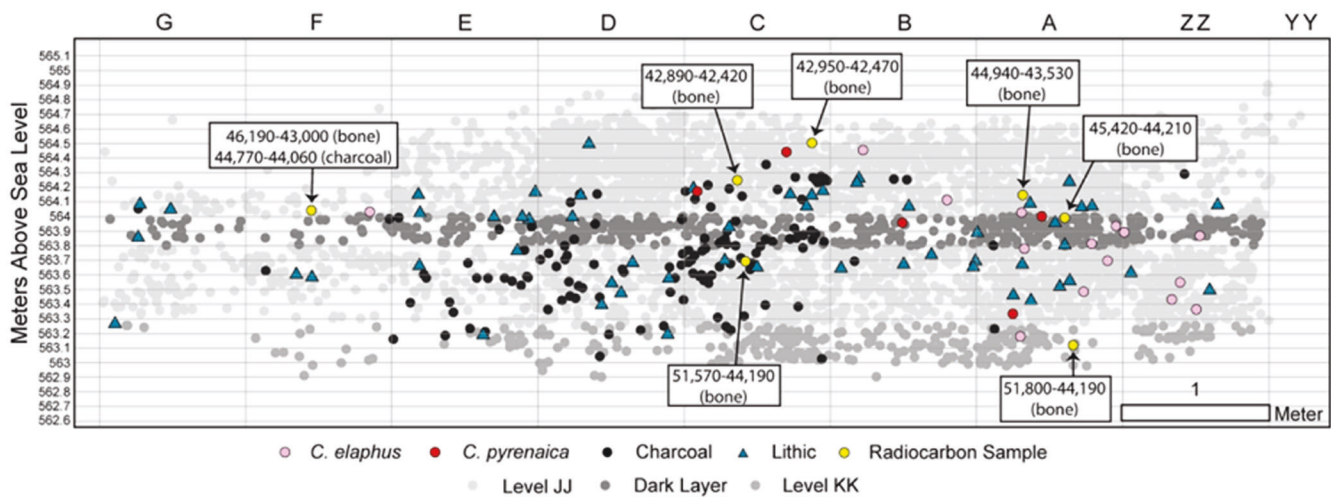 G F E D C B A ZZ YY
Meters Above Sea Level
565.1
565
564.9
564.8
564.7
564.6
564.5
564.4
564.3
564.2
564.1
564
563.9
563.8
563.7
563.6
563.5
563.4
563.3
563.2
563.1
563
562.9
562.8
562.7
562.6
46,190-43,000 (bone)
44,770-44,060 (charcoal)
42,890-42,420
(bone)
42,950-42,470
(bone)
44,940-43,530
(bone)
45,420-44,210
(bone)
51,570-44,190
(bone)
51,800-44,190
(bone)
1
Meter
C. elaphus C. pyrenaica Charcoal Lithic Radiocarbon Sample
Level JJ Dark Layer Level KK